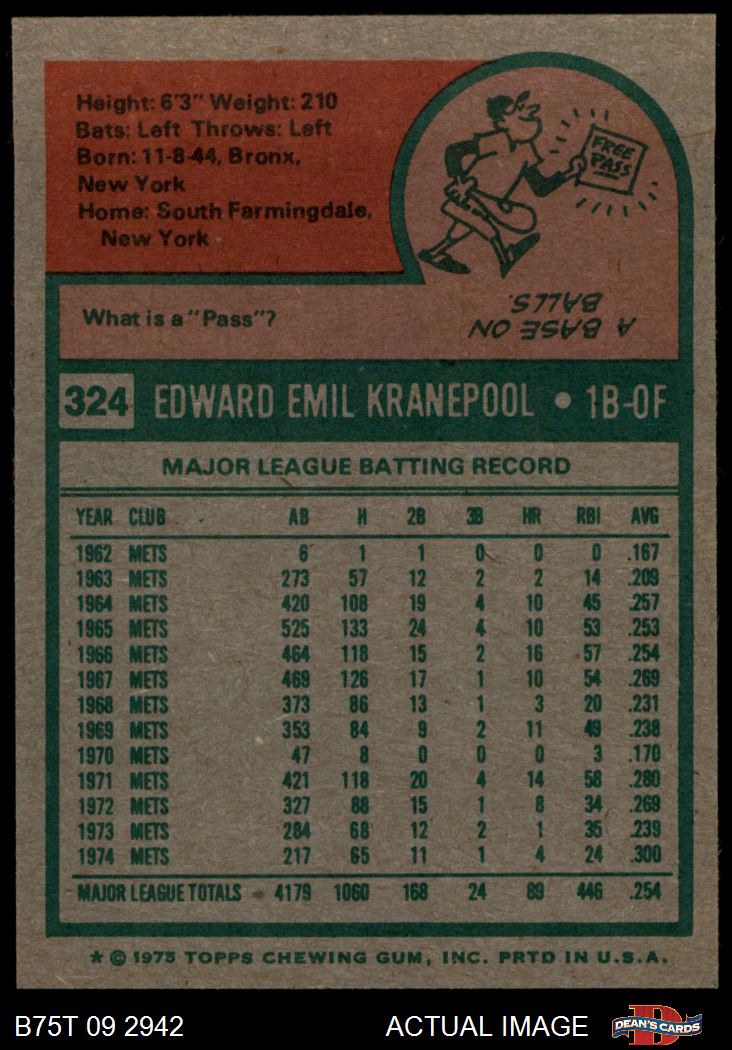 Height: 6'3" Weight: 210
Bats: Left Throws: Left
Born: 11-8-44, Bronx,
New York
Home: South Farmingdale,
New York
FREE
PASS
What is a "Pass"?
A BASE ON
BALLS.
324 EDWARD EMIL KRANEPOOL • 1B-OF
MAJOR LEAGUE BATTING RECORD
YEAR CLUB AB H 2B 3B HR RBI AVG
1962 METS 6 1 1 0 0 0 .167
1963 METS 273 57 12 2 2 14 .209
1964 METS 420 108 19 4 10 45 .257
1965 METS 525 133 24 4 10 53 .253
1966 METS 464 118 15 2 16 57 .254
1967 METS 469 126 17 1 10 54 .269
1968 METS 373 86 13 1 3 20 .231
1969 METS 353 84 9 2 11 49 .238
1970 METS 47 8 0 0 0 3 .170
1971 METS 421 118 20 4 14 58 .280
1972 METS 327 88 15 1 8 34 .269
1973 METS 284 68 12 2 1 35 .239
1974 METS 217 65 11 1 4 24 .300
MAJOR LEAGUE TOTALS 4179 1060 168 24 89 446 .254
* © 1975 TOPPS CHEWING GUM, INC. PRTD IN U.S.A.
B75T 09 2942 ACTUAL IMAGE
D
DEAN'S CARDS